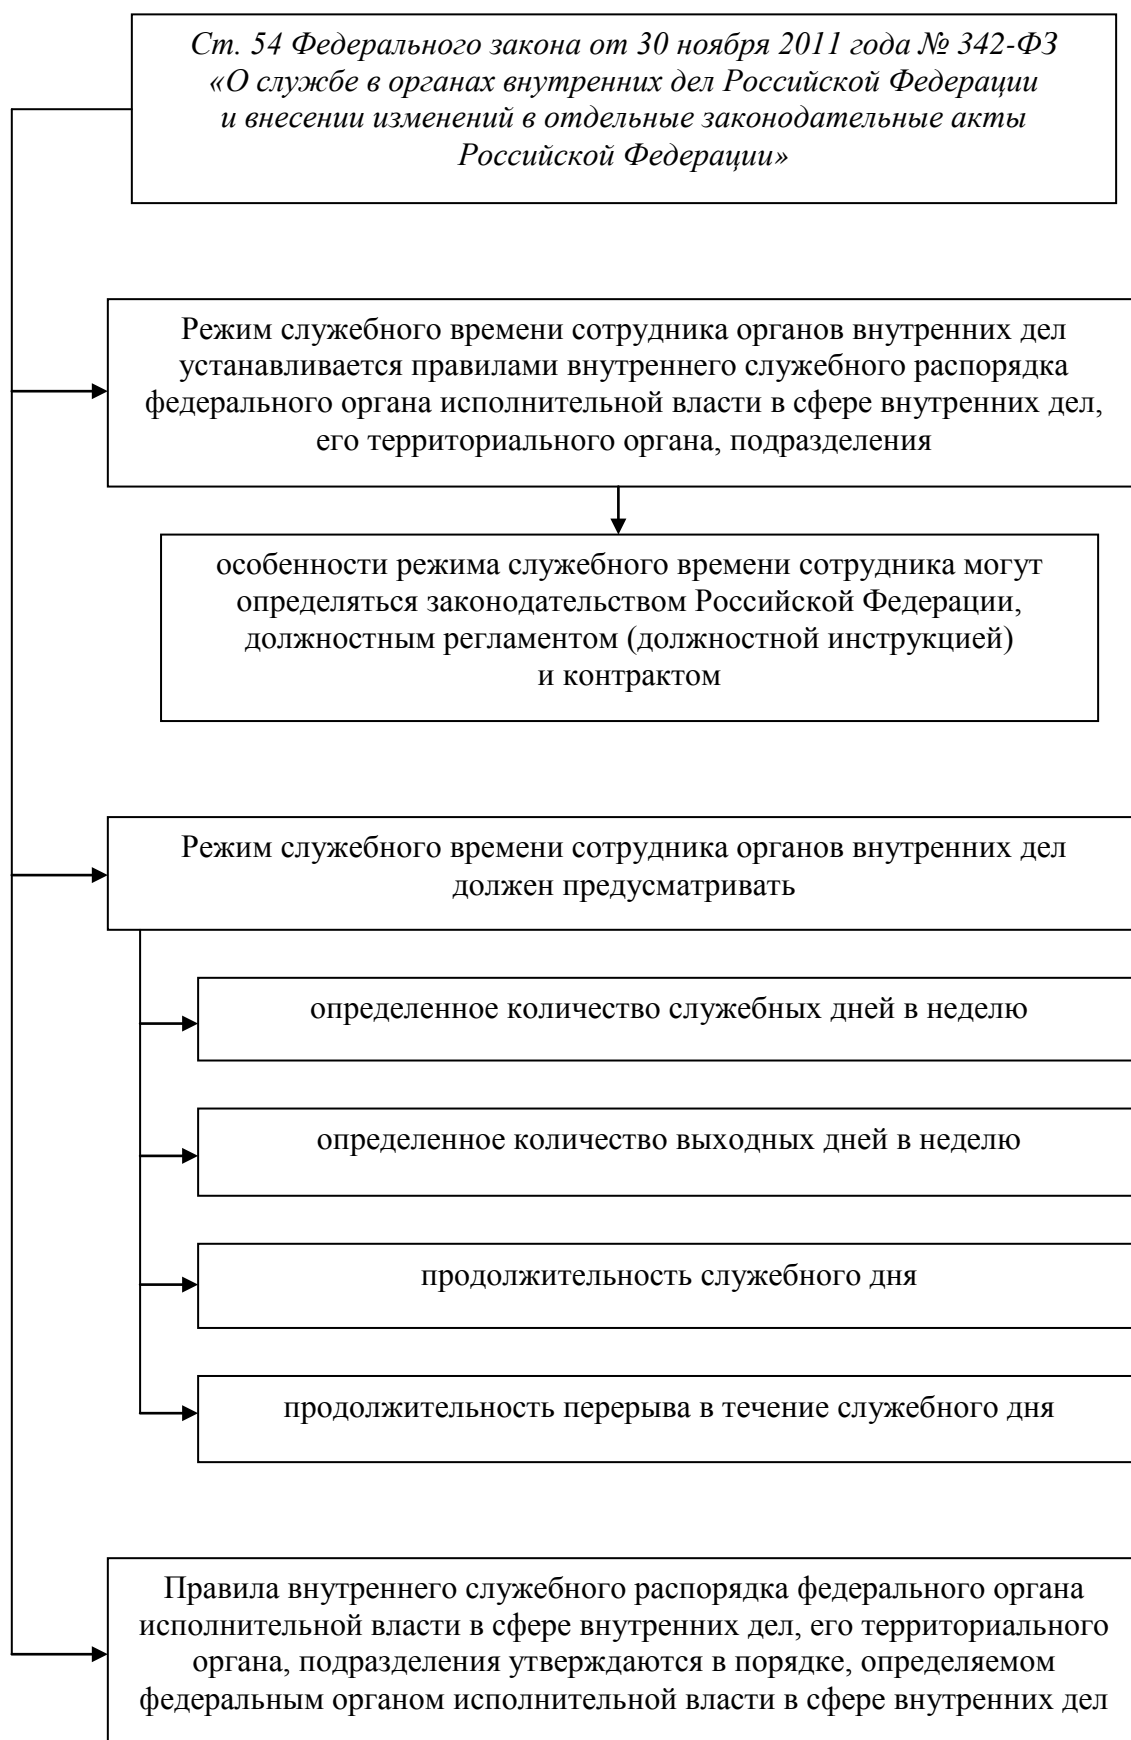 Ст. 54 Федерального закона от 30 ноября 2011 года № 342-ФЗ
«О службе в органах внутренних дел Российской Федерации
и внесении изменений в отдельные законодательные акты
Российской Федерации»
Режим служебного времени сотрудника органов внутренних дел
устанавливается правилами внутреннего служебного распорядка
федерального органа исполнительной власти в сфере внутренних дел,
его территориального органа, подразделения
особенности режима служебного времени сотрудника могут
определяться законодательством Российской Федерации,
должностным регламентом (должностной инструкцией)
и контрактом
Режим служебного времени сотрудника органов внутренних дел
должен предусматривать
определенное количество служебных дней в неделю
определенное количество выходных дней в неделю
продолжительность служебного дня
продолжительность перерыва в течение служебного дня
Правила внутреннего служебного распорядка федерального органа
исполнительной власти в сфере внутренних дел, его территориального
органа, подразделения утверждаются в порядке, определяемом
федеральным органом исполнительной власти в сфере внутренних дел